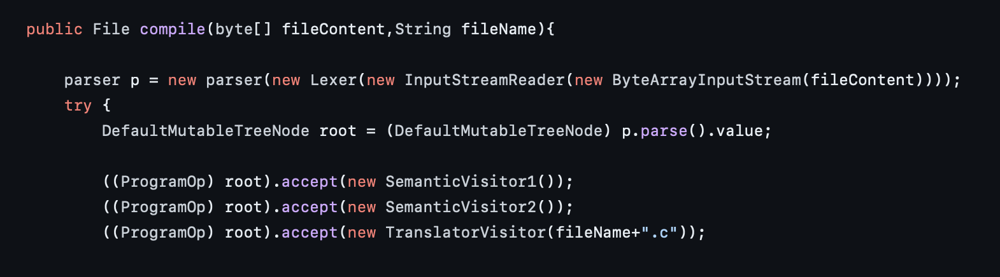 public File compile(byte[] fileContent,String fileName){
parser p = new parser(new Lexer(new InputStreamReader(new ByteArrayInputStream(fileContent))));
try {
DefaultMutableTreeNode root = (DefaultMutableTreeNode) p.parse().value;
((ProgramOp) root).accept(new SemanticVisitor1());
((ProgramOp) root).accept(new SemanticVisitor2());
((ProgramOp) root).accept(new TranslatorVisitor(fileName+".c"));